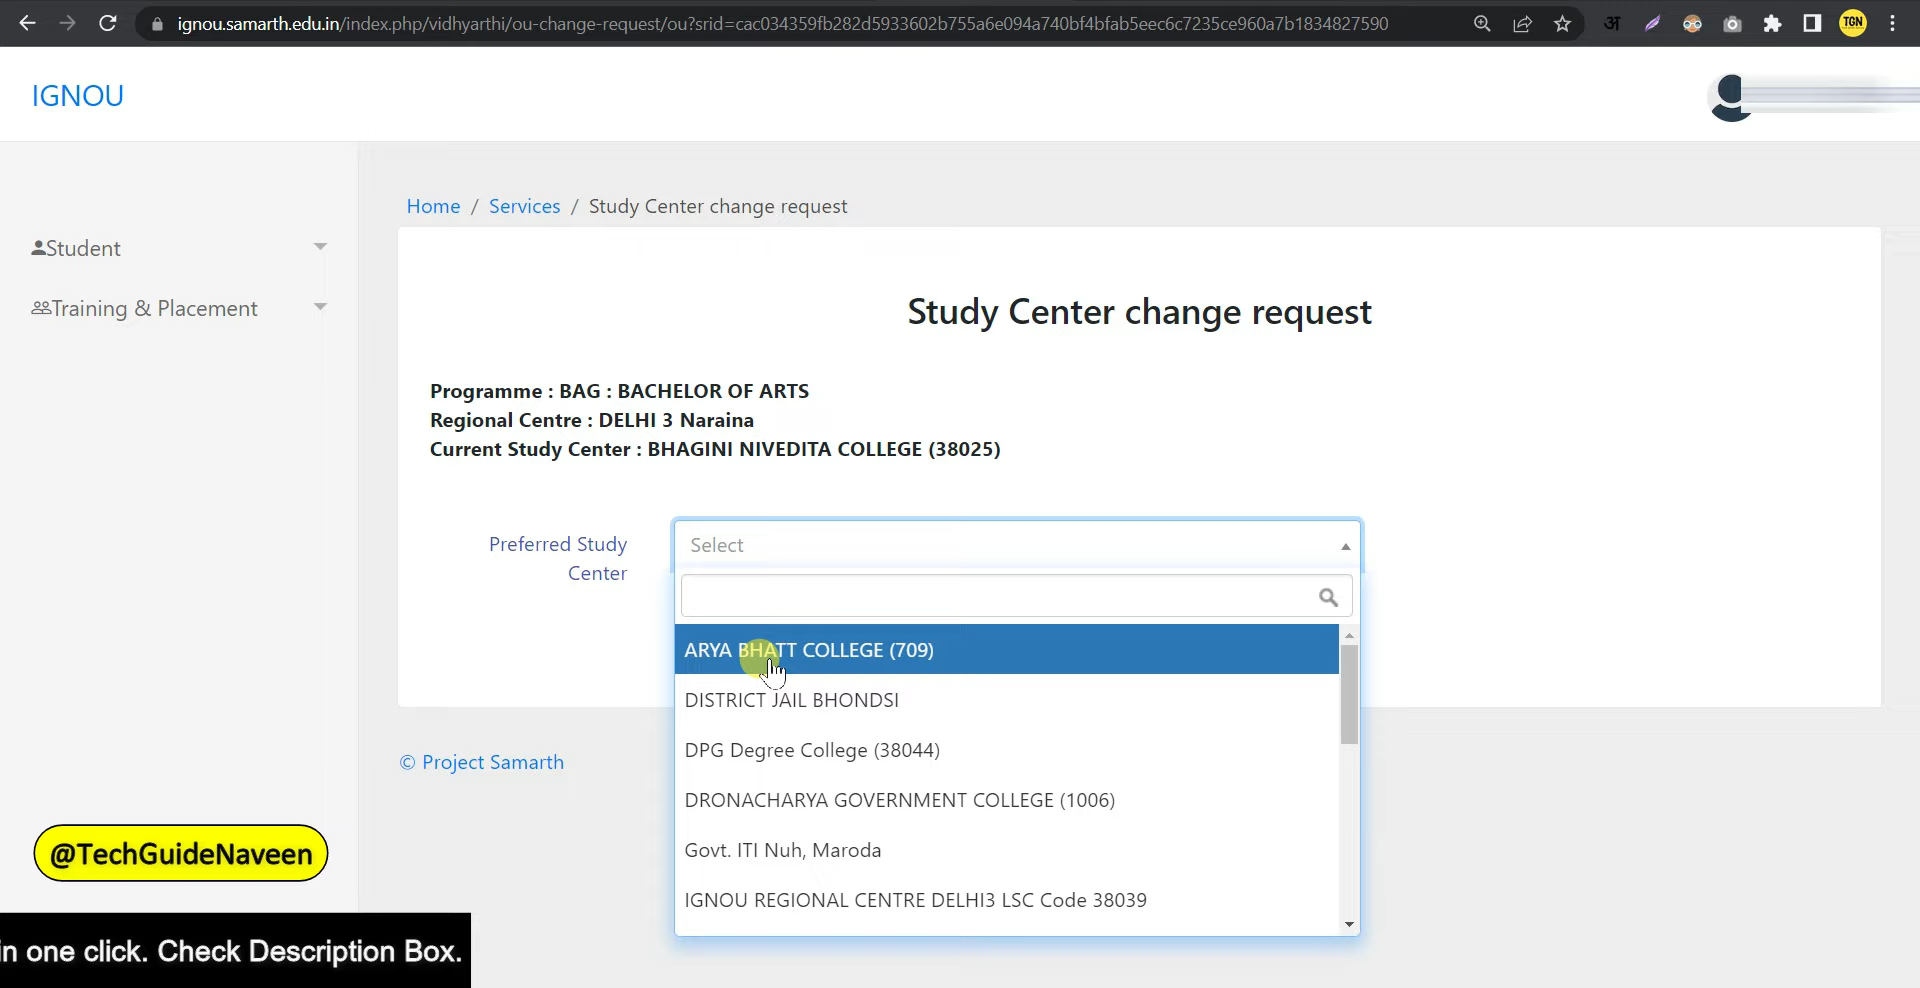 ignou.samarth.edu.in/index.php/vidhyarthi/ou-change-request/ou?srid=cac034359fb282d5933602b755a6e094a740bf4bfab5eec6c7235ce960a7b1834827590
अ
TGN
IGNOU
Home / Services / Study Center change request
Student
Training & Placement
Study Center change request
Programme : BAG : BACHELOR OF ARTS
Regional Centre : DELHI 3 Naraina
Current Study Center : BHAGINI NIVEDITA COLLEGE (38025)
Preferred Study
Center
Select
ARYA BHATT COLLEGE (709)
DISTRICT JAIL BHONDSI
DPG Degree College (38044)
DRONACHARYA GOVERNMENT COLLEGE (1006)
Govt. ITI Nuh, Maroda
IGNOU REGIONAL CENTRE DELHI3 LSC Code 38039
© Project Samarth
@TechGuideNaveen
in one click. Check Description Box.